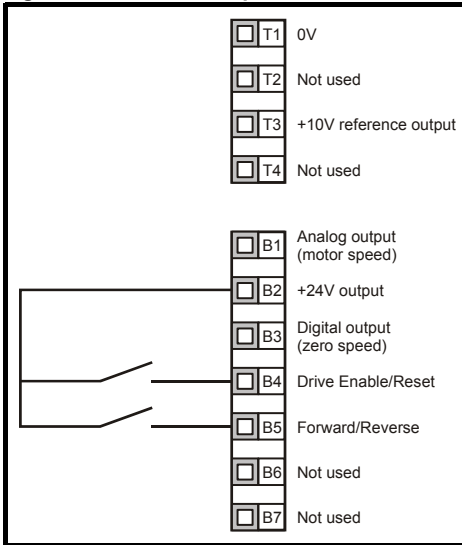 T1 0V
T2 Not used
T3 +10V reference output
T4 Not used
B1 Analog output
(motor speed)
B2 +24V output
B3 Digital output
(zero speed)
B4 Drive Enable/Reset
B5 Forward/Reverse
B6 Not used
B7 Not used